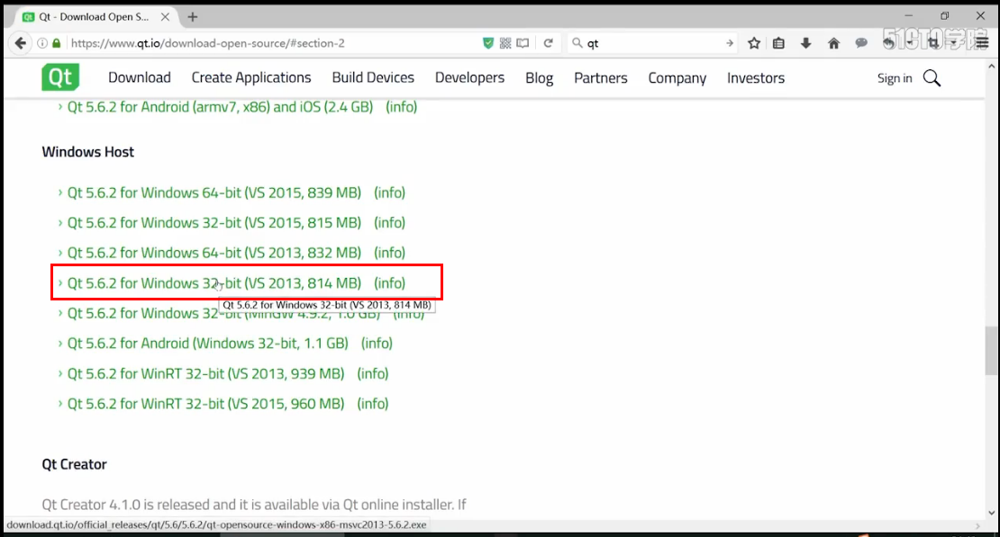 Qt - Download Open S...
https://www.qt.io/download-open-source/#section-2
qt
51CTO学院
Qt
Download
Create Applications
Build Devices
Developers
Blog
Partners
Company
Investors
Sign in
Qt 5.6.2 for Android (armv7, x86) and iOS (2.4 GB) (info)
Windows Host
Qt 5.6.2 for Windows 64-bit (VS 2015, 839 MB) (info)
Qt 5.6.2 for Windows 32-bit (VS 2015, 815 MB) (info)
Qt 5.6.2 for Windows 64-bit (VS 2013, 832 MB) (info)
Qt 5.6.2 for Windows 32-bit (VS 2013, 814 MB) (info)
Qt 5.6.2 for Windows 32-bit (VS 2013, 814 MB)
Qt 5.6.2 for Windows 32-bit (MinGW 4.9.2, 1.0 GB) (info)
Qt 5.6.2 for Android (Windows 32-bit, 1.1 GB) (info)
Qt 5.6.2 for WinRT 32-bit (VS 2013, 939 MB) (info)
Qt 5.6.2 for WinRT 32-bit (VS 2015, 960 MB) (info)
Qt Creator
Qt Creator 4.1.0 is released and it is available via Qt online installer. If
download.qt.io/official_releases/qt/5.6/5.6.2/qt-opensource-windows-x86-msvc2013-5.6.2.exe